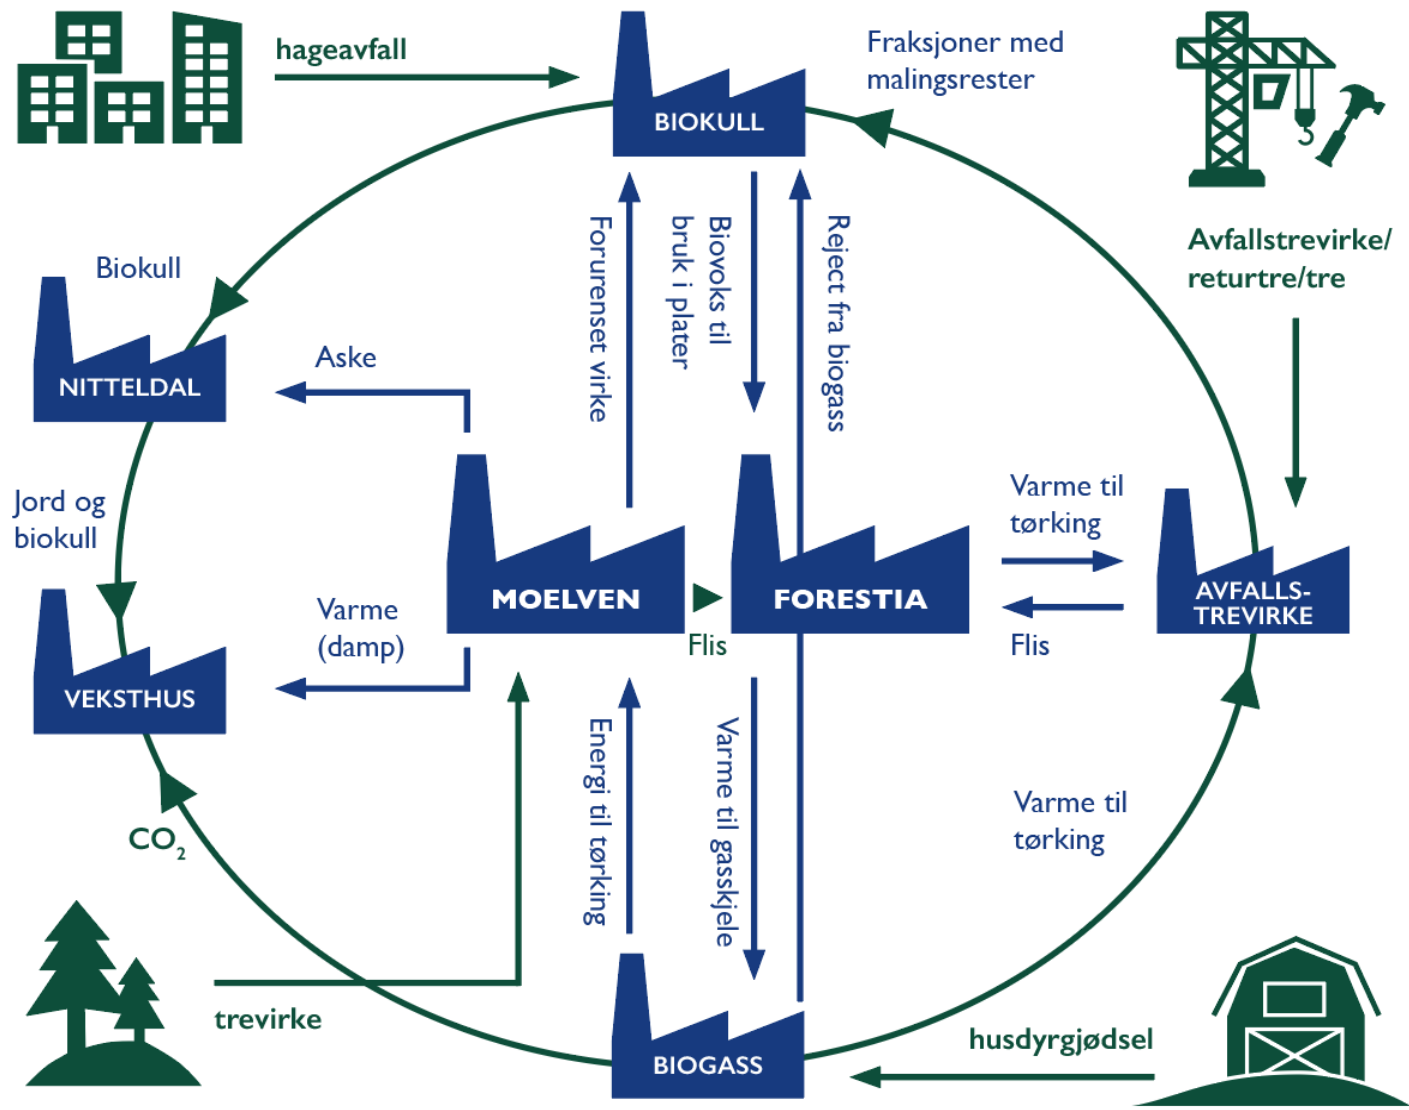 hageavfall
Fraksjoner med
malingsrester
BIOKULL
Avfallstrevirke/
returtre/tre
Biokull
NITTELDAL
Aske
Forurenset virke
Biovoks til
bruk i plater
Reject fra biogass
Jord og
biokull
Varme til
tørking
MOELVEN
FORESTIA
AVFALLS-
TREVIRKE
Flis
Flis
Varme
(damp)
VEKSTHUS
Energi til tørking
Varme til gasskjele
Varme til
tørking
CO₂
trevirke
husdyrgjødsel
BIOGASS